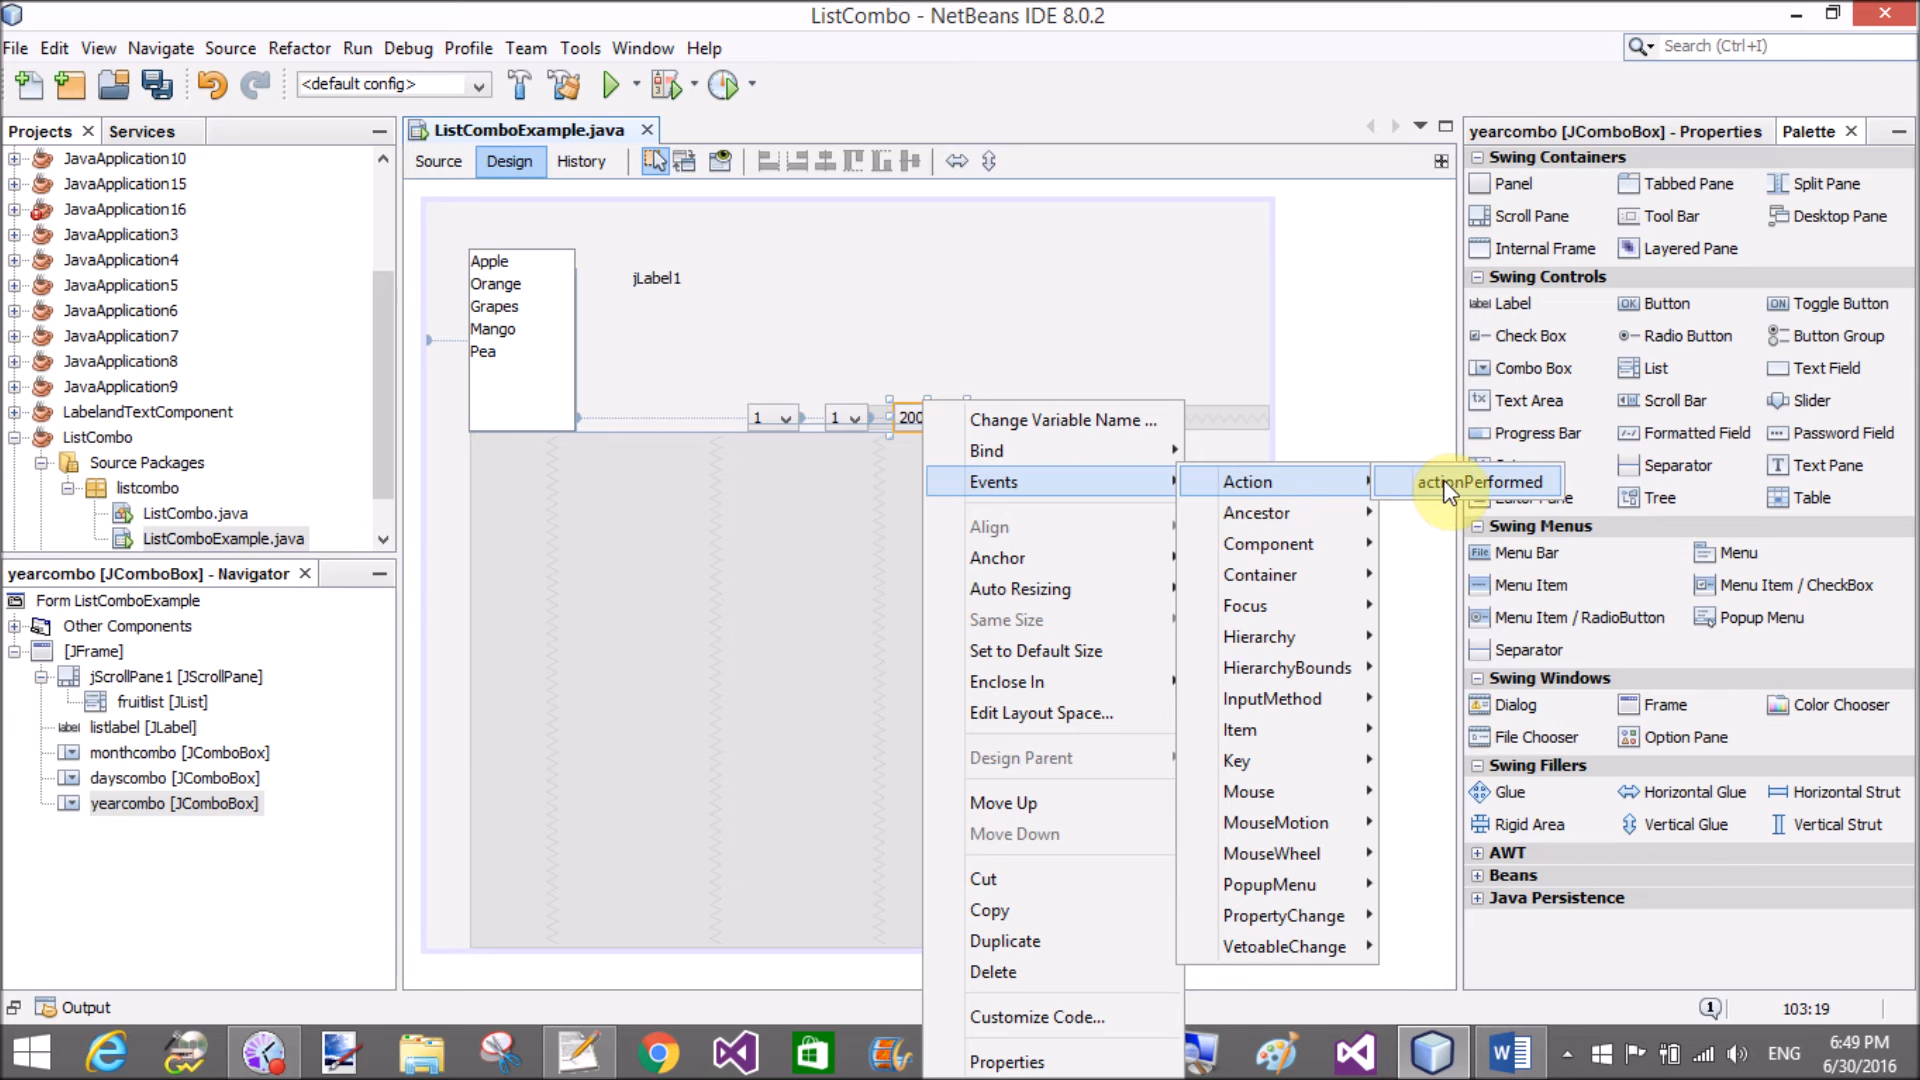 ListCombo - NetBeans IDE 8.0.2
File Edit View Navigate Source Refactor Run Debug Profile Team Tools Window Help
Search (Ctrl+I)
<default config>
Projects Services
JavaApplication10
JavaApplication15
JavaApplication16
JavaApplication3
JavaApplication4
JavaApplication5
JavaApplication6
JavaApplication7
JavaApplication8
JavaApplication9
LabelandTextComponent
ListCombo
Source Packages
listcombo
ListCombo.java
ListComboExample.java
yearcombo [JComboBox] - Navigator
Form ListComboExample
Other Components
[JFrame]
jScrollPane1 [JScrollPane]
fruitlist [JList]
label listlabel [JLabel]
monthcombo [JComboBox]
dayscombo [JComboBox]
yearcombo [JComboBox]
Output
ListComboExample.java
Source Design History
Apple
Orange
Grapes
Mango
Pea
jLabel1
1 1 200
Change Variable Name ...
Bind
Events
Align
Anchor
Auto Resizing
Same Size
Set to Default Size
Enclose In
Edit Layout Space...
Design Parent
Move Up
Move Down
Cut
Copy
Duplicate
Delete
Customize Code...
Properties
Action
Ancestor
Component
Container
Focus
Hierarchy
HierarchyBounds
InputMethod
Item
Key
Mouse
MouseMotion
MouseWheel
PopupMenu
PropertyChange
VetoableChange
actionPerformed
yearcombo [JComboBox] - Properties Palette
Swing Containers
Panel Tabbed Pane Split Pane
Scroll Pane Tool Bar Desktop Pane
Internal Frame Layered Pane
Swing Controls
label Label OK Button ON Toggle Button
Check Box Radio Button Button Group
Combo Box List Text Field
Text Area Scroll Bar Slider
Progress Bar Formatted Field Password Field
Separator Text Pane
Tree Table
Swing Menus
File Menu Bar Menu
Menu Item Menu Item / CheckBox
Menu Item / RadioButton Popup Menu
Separator
Swing Windows
Dialog Frame Color Chooser
File Chooser Option Pane
Swing Fillers
Glue Horizontal Glue Horizontal Strut
Rigid Area Vertical Glue Vertical Strut
AWT
Beans
Java Persistence
1 103:19
ENG
6:49 PM
6/30/2016